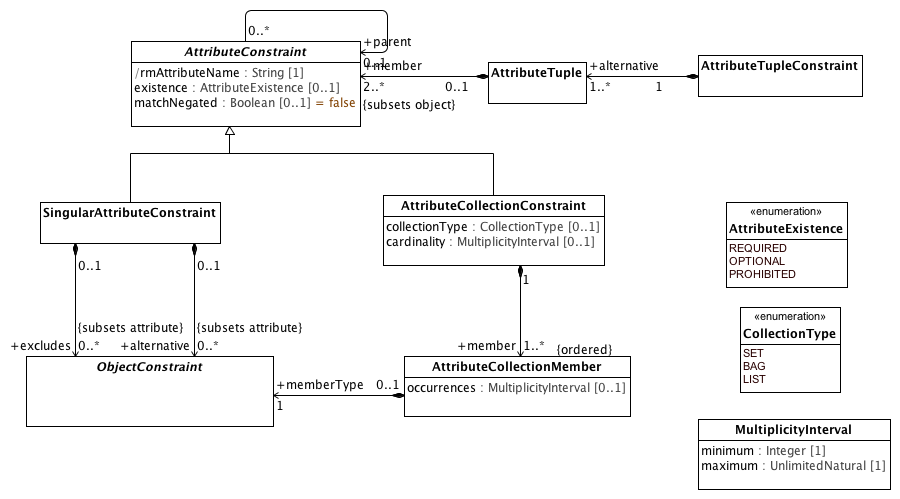 0..*
+parent
0..1
AttributeConstraint
/rmAttributeName : String [1]
existence : AttributeExistence [0..1]
matchNegated : Boolean [0..1] = false
+member
2..*
0..1
{subsets object}
AttributeTuple
+alternative
1..*
1
AttributeTupleConstraint
SingularAttributeConstraint
AttributeCollectionConstraint
collectionType : CollectionType [0..1]
cardinality : MultiplicityInterval [0..1]
«enumeration»
AttributeExistence
REQUIRED
OPTIONAL
PROHIBITED
0..1
0..1
1
{subsets attribute}
{subsets attribute}
+excludes
0..*
+alternative
0..*
+member
1..*
{ordered}
«enumeration»
CollectionType
SET
BAG
LIST
ObjectConstraint
+memberType
0..1
1
AttributeCollectionMember
occurrences : MultiplicityInterval [0..1]
MultiplicityInterval
minimum : Integer [1]
maximum : UnlimitedNatural [1]